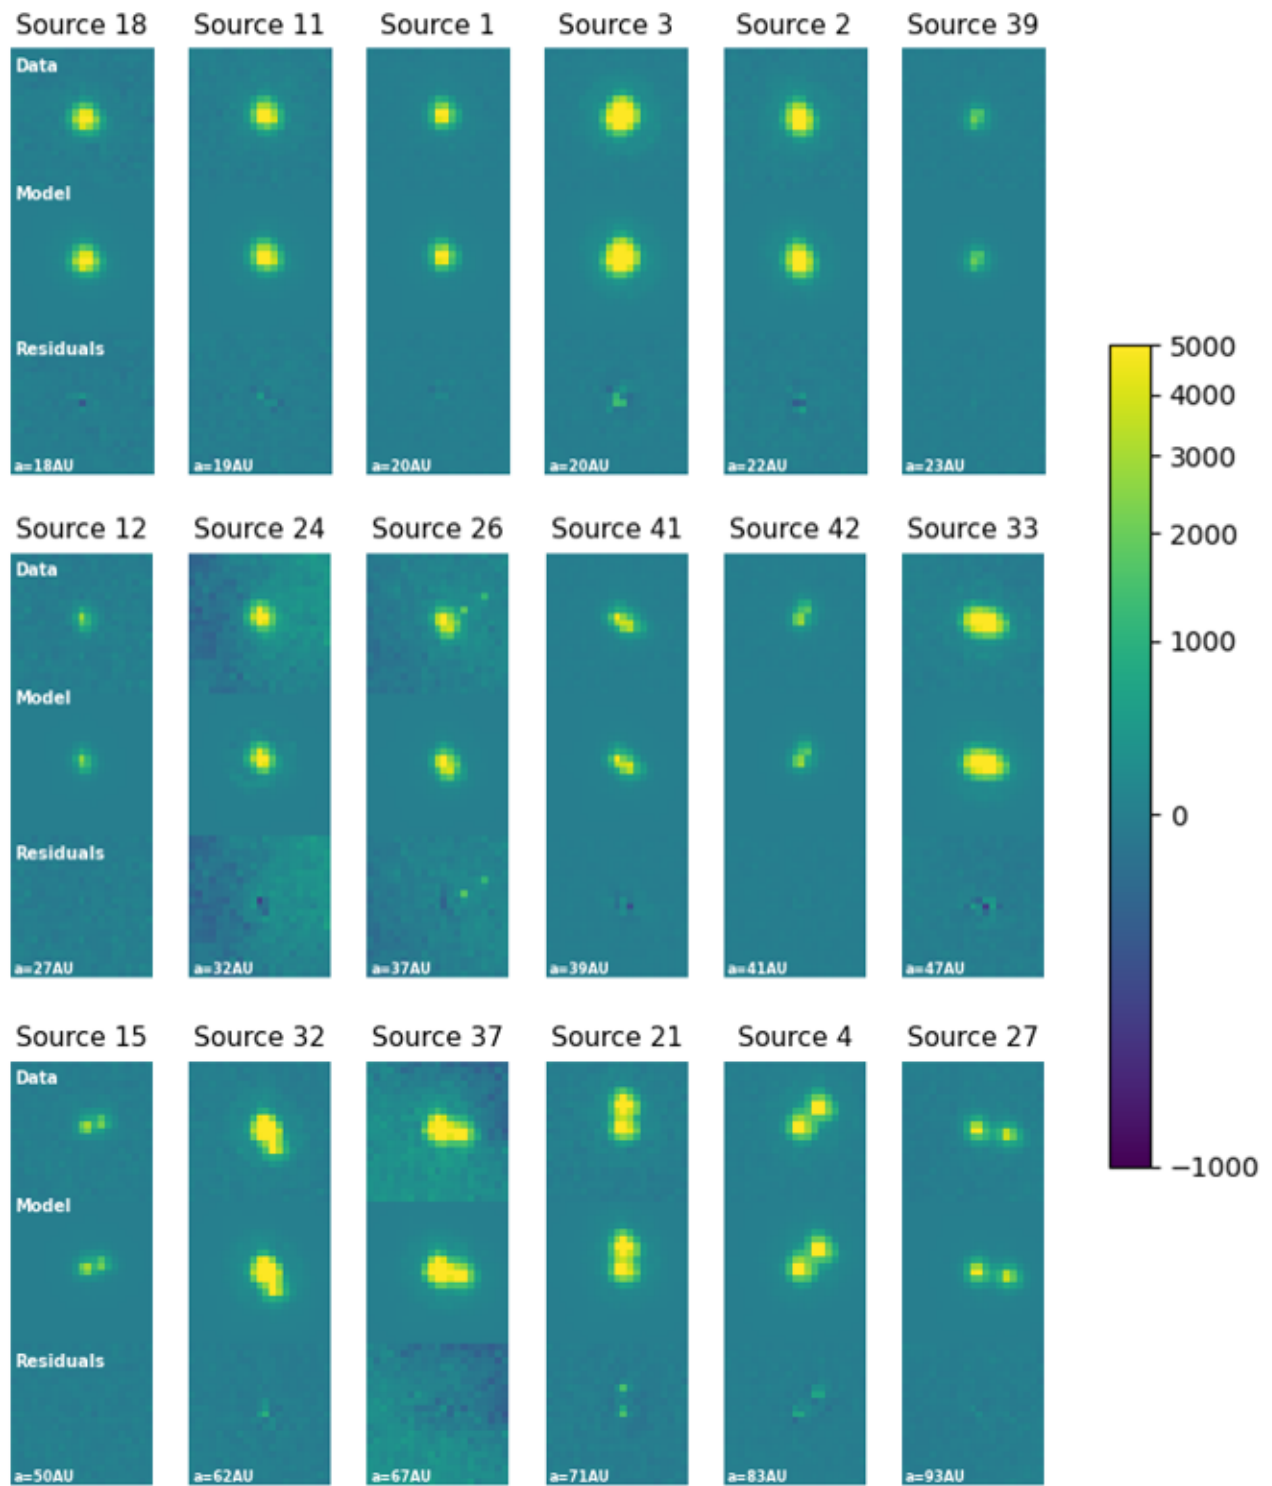 Source 18 Source 11 Source 1 Source 3 Source 2 Source 39
Data
Model
Residuals
a=18AU a=19AU a=20AU a=20AU a=22AU a=23AU
5000
4000
3000
2000
1000
0
−1000
Source 12 Source 24 Source 26 Source 41 Source 42 Source 33
Data
Model
Residuals
a=27AU a=32AU a=37AU a=39AU a=41AU a=47AU
Source 15 Source 32 Source 37 Source 21 Source 4 Source 27
Data
Model
Residuals
a=50AU a=62AU a=67AU a=71AU a=83AU a=93AU